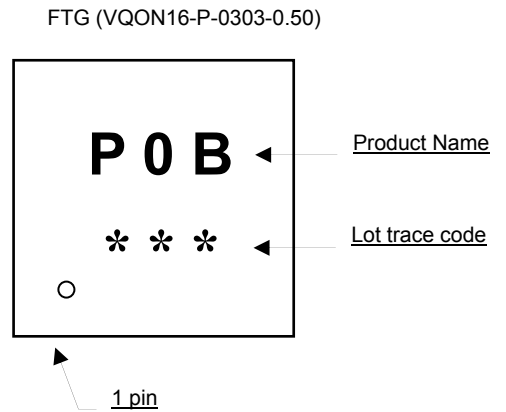 FTG (VQON16-P-0303-0.50)
P 0 B
Product Name
* * *
Lot trace code
1 pin